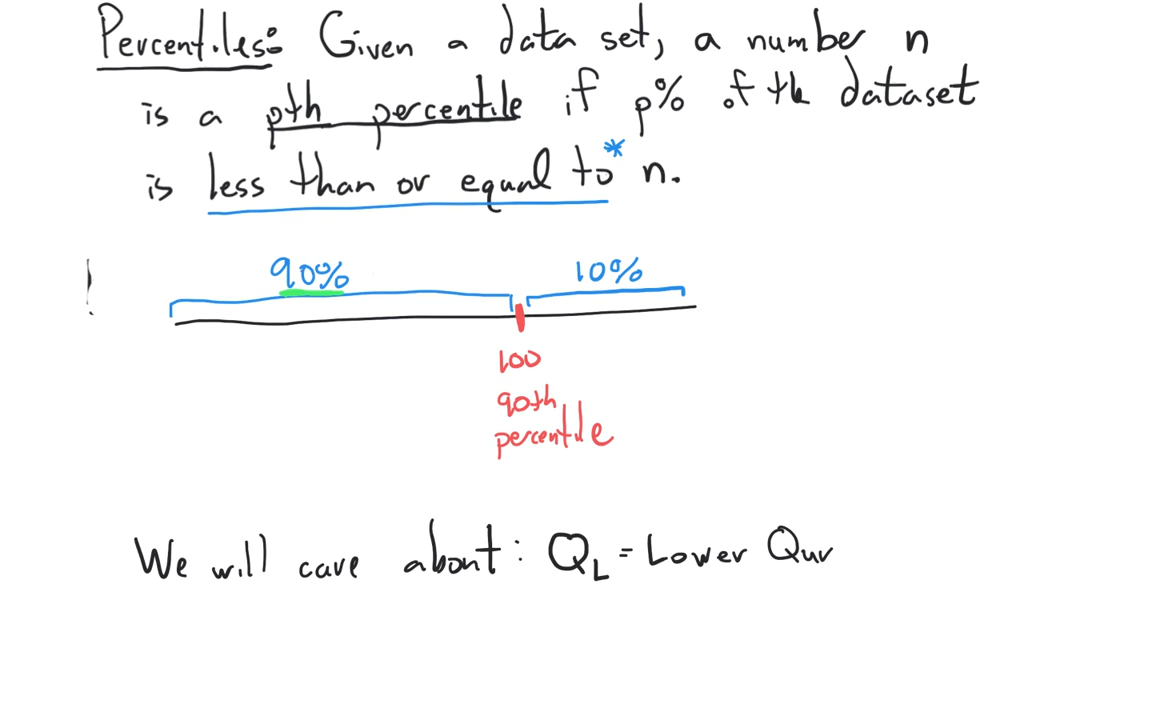 Percentiles: Given a data set, a number n
is a pth percentile if p% of the dataset
is less than or equal to* n.
90% 10%
100
90th
percentile
We will care about: Q_L = Lower Qur